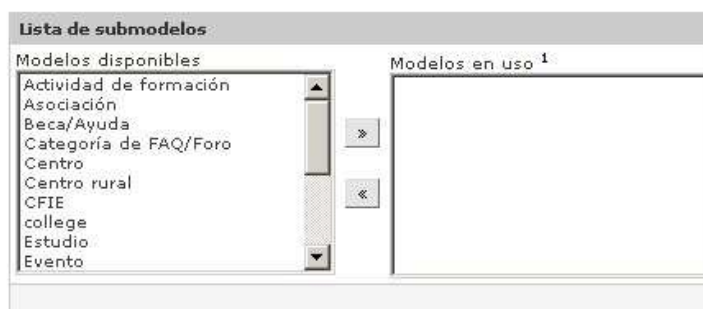 Lista de submodelos
Modelos disponibles
Modelos en uso 1
Actividad de formación
Asociación
Beca/Ayuda
Categoría de FAQ/Foro
Centro
Centro rural
CFIE
college
Estudio
Evento
»
«